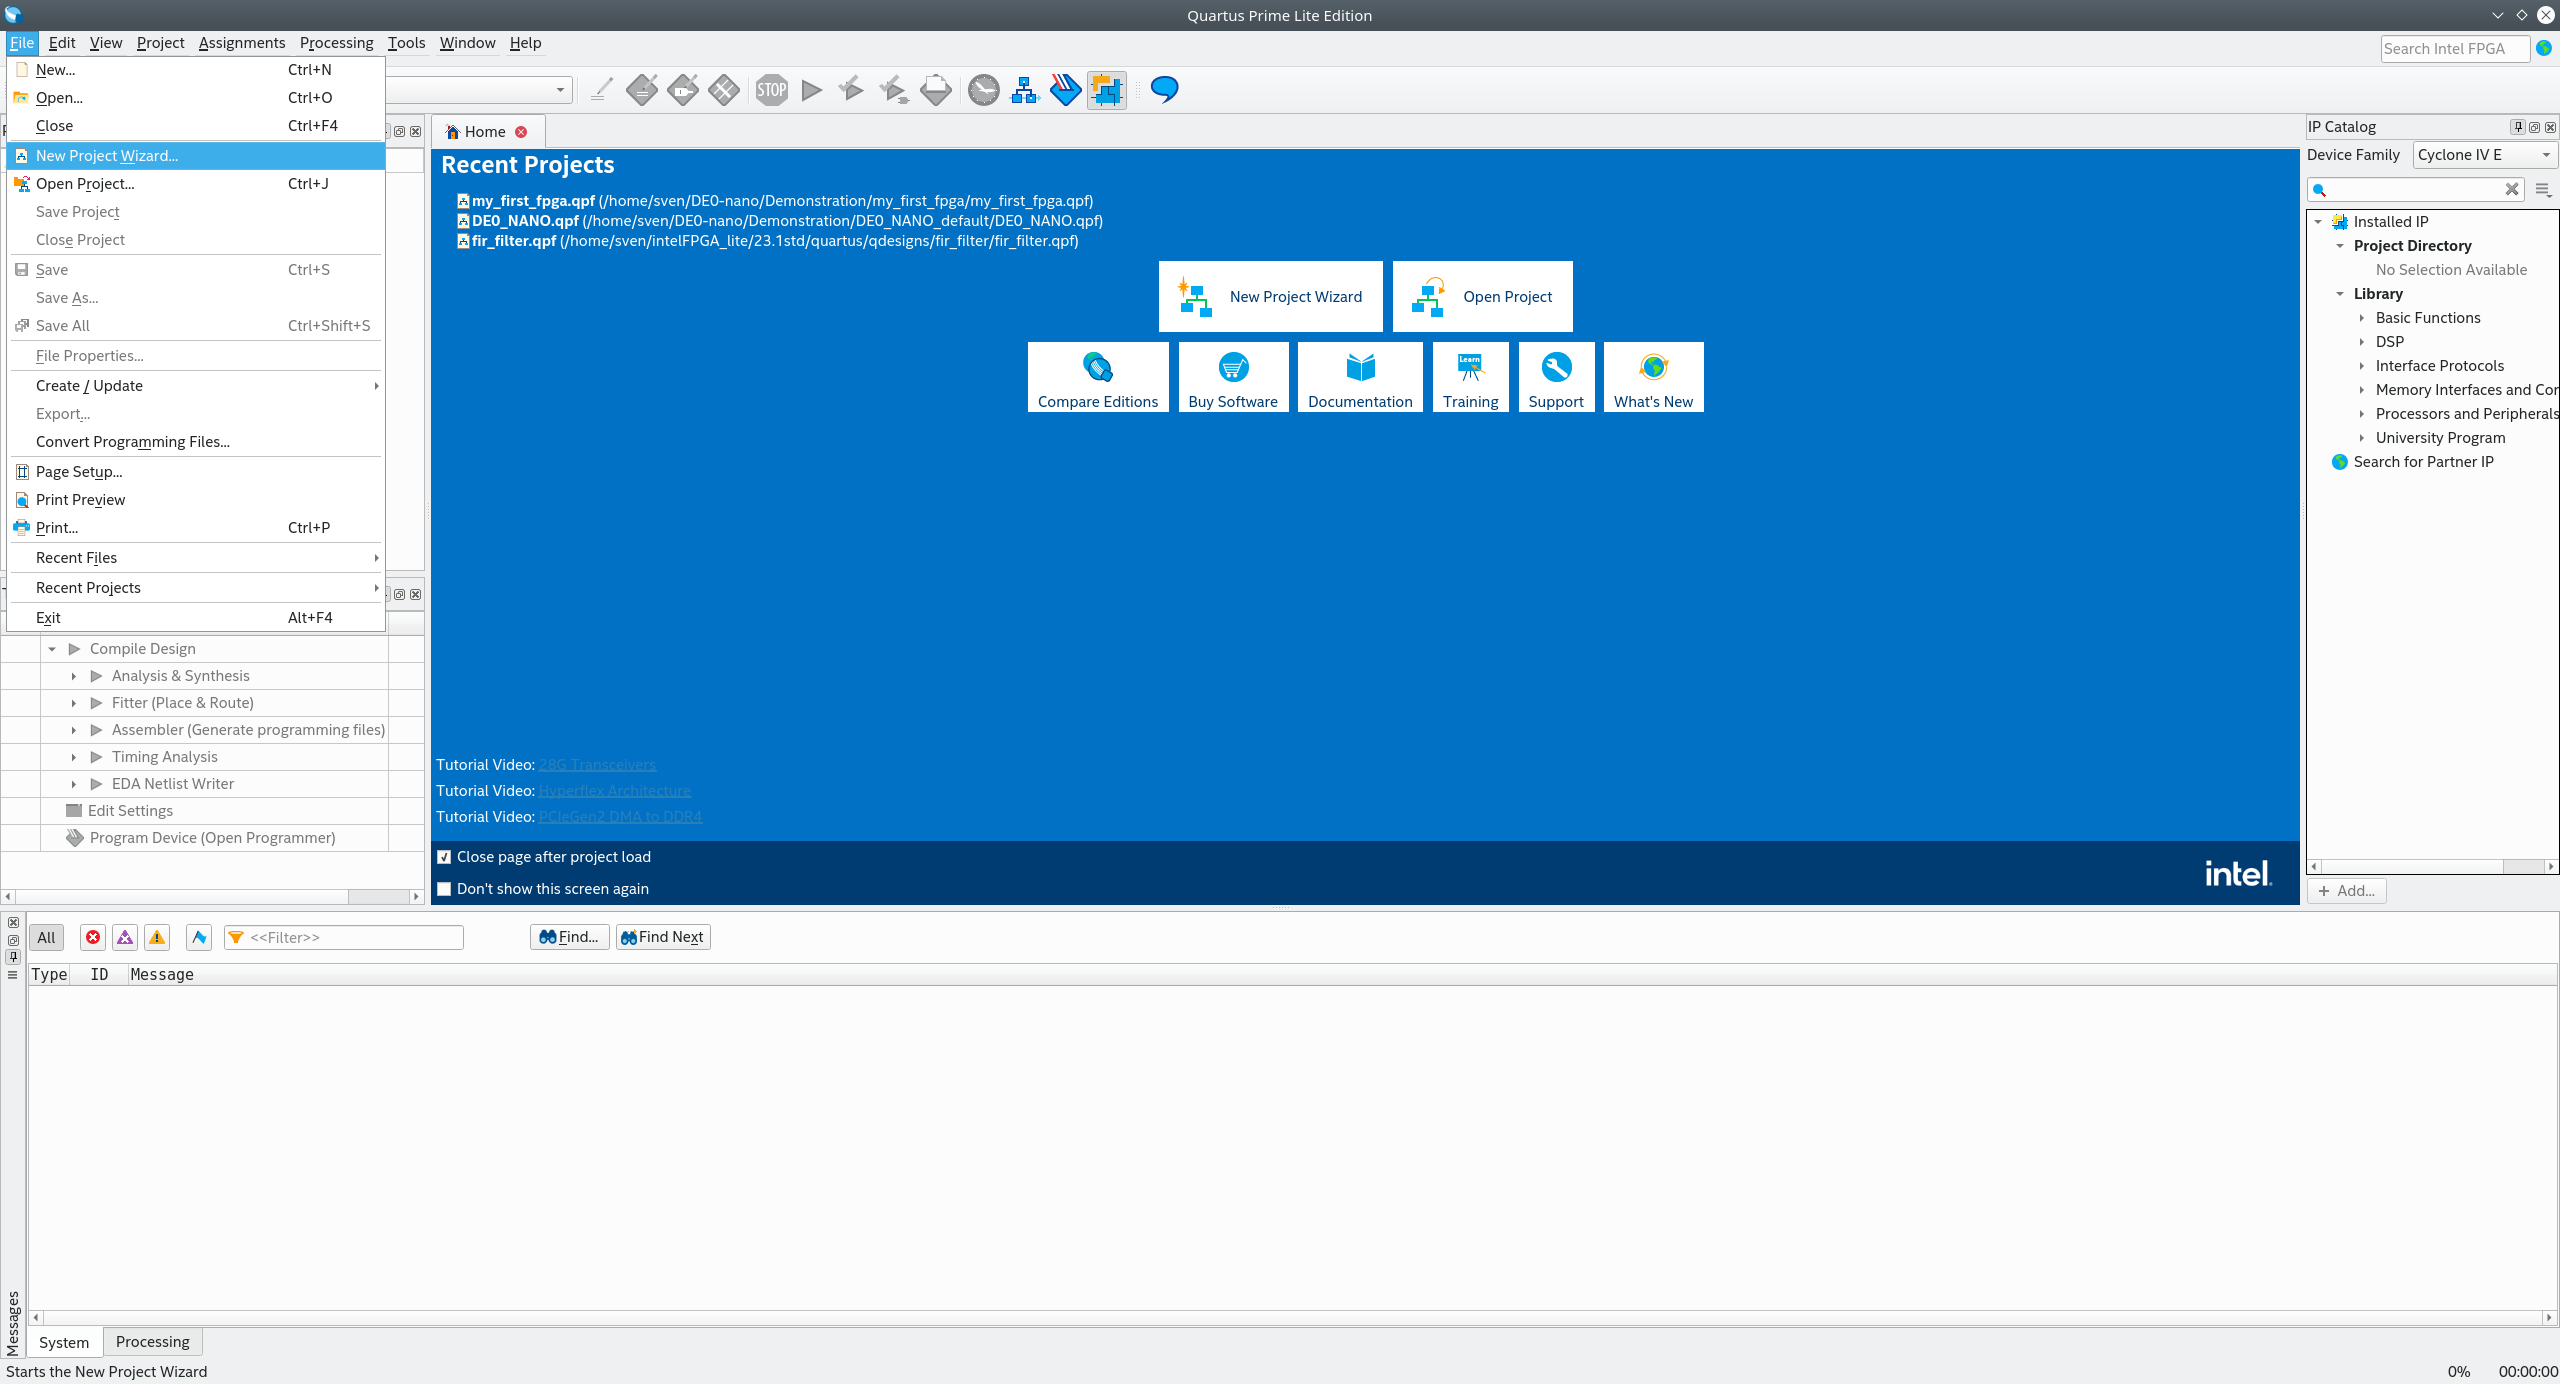 Quartus Prime Lite Edition
File Edit View Project Assignments Processing Tools Window Help
Search Intel FPGA
New... Ctrl+N
Open... Ctrl+O
Close Ctrl+F4
New Project Wizard...
Open Project... Ctrl+J
Save Project
Close Project
Save Ctrl+S
Save As...
Save All Ctrl+Shift+S
File Properties...
Create / Update
Export...
Convert Programming Files...
Page Setup...
Print Preview
Print... Ctrl+P
Recent Files
Recent Projects
Exit Alt+F4
Compile Design
Analysis & Synthesis
Fitter (Place & Route)
Assembler (Generate programming files)
Timing Analysis
EDA Netlist Writer
Edit Settings
Program Device (Open Programmer)
STOP
Home
Recent Projects
my_first_fpga.qpf (/home/sven/DE0-nano/Demonstration/my_first_fpga/my_first_fpga.qpf)
DE0_NANO.qpf (/home/sven/DE0-nano/Demonstration/DE0_NANO_default/DE0_NANO.qpf)
fir_filter.qpf (/home/sven/intelFPGA_lite/23.1std/quartus/qdesigns/fir_filter/fir_filter.qpf)
New Project Wizard
Open Project
Compare Editions
Buy Software
Documentation
Learn
Training
Support
What's New
Tutorial Video: 28G Transceivers
Tutorial Video: Hyperflex Architecture
Tutorial Video: PCIeGen2 DMA to DDR4
Close page after project load
Don't show this screen again
intel.
IP Catalog
Device Family Cyclone IV E
Installed IP
Project Directory
No Selection Available
Library
Basic Functions
DSP
Interface Protocols
Memory Interfaces and Cor
Processors and Peripherals
University Program
Search for Partner IP
+ Add...
All <<Filter>> Find... Find Next
Type ID Message
Messages
System Processing
Starts the New Project Wizard
0% 00:00:00